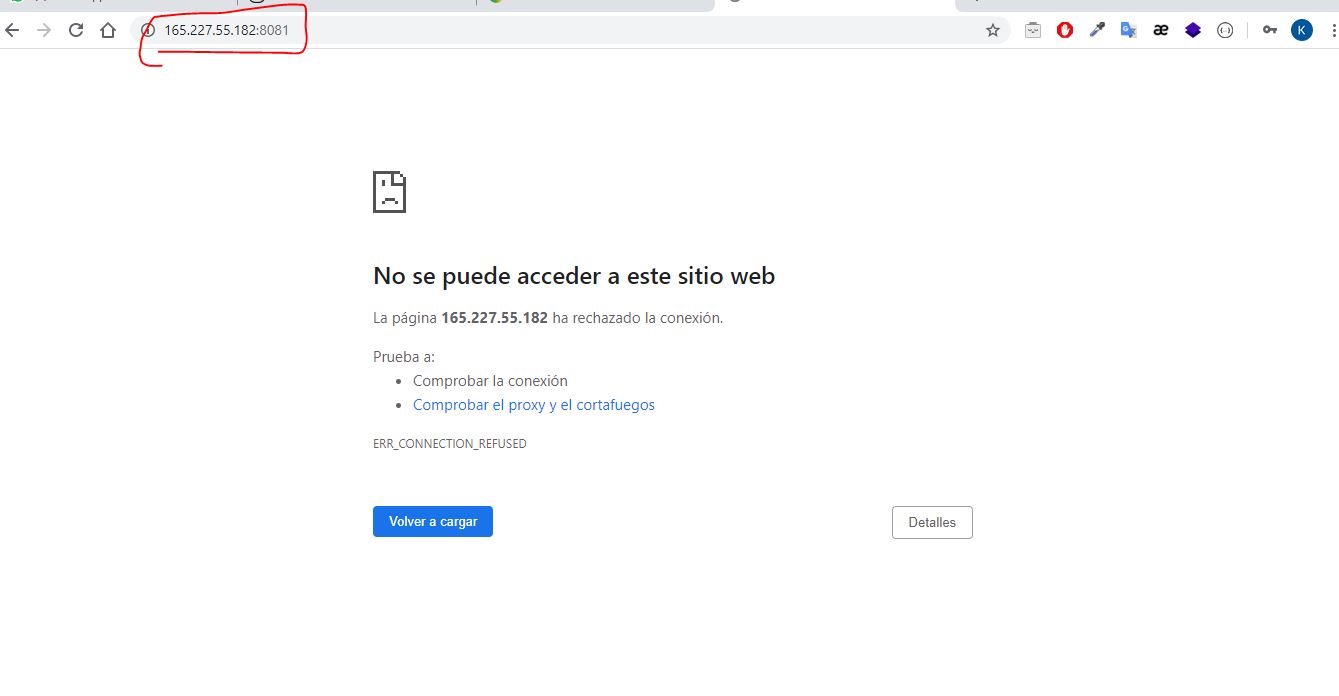 165.227.55.182:8081
K
No se puede acceder a este sitio web
La página 165.227.55.182 ha rechazado la conexión.
Prueba a:
• Comprobar la conexión
• Comprobar el proxy y el cortafuegos
ERR_CONNECTION_REFUSED
Volver a cargar
Detalles